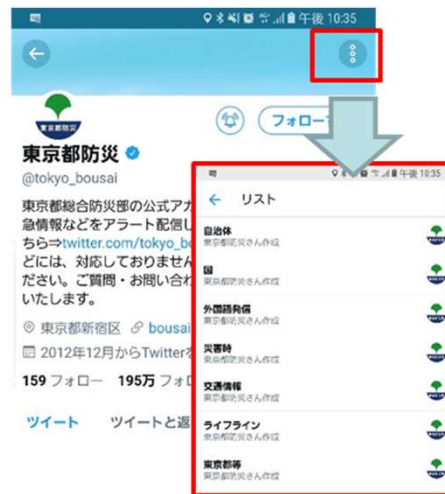 午後 10:35
東京都防災
フォロー
東京都防災
@tokyo_bousai
東京都総合防災部の公式アカ
急情報などをアラート配信し
ちら⇒twitter.com/tokyo_bo
どには、対応しておりません
ださい。ご質問・お問い合わ
いたします。
東京都新宿区 bousai
2012年12月からTwitterを
159 フォロー 195万 フォロ
ツイート ツイートと返
午後 10:35
リスト
自治体
東京都防災さん作成
国
東京都防災さん作成
外国語発信
東京都防災さん作成
災害時
東京都防災さん作成
交通情報
東京都防災さん作成
ライフライン
東京都防災さん作成
東京都等
東京都防災さん作成